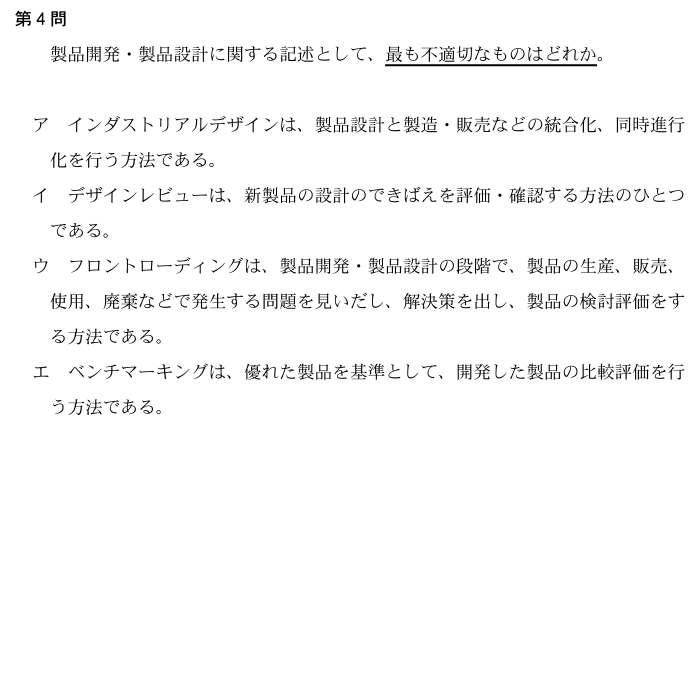 第4問
製品開発・製品設計に関する記述として、最も不適切なものはどれか。
ア　インダストリアルデザインは、製品設計と製造・販売などの統合化、同時進行
化を行う方法である。
イ　デザインレビューは、新製品の設計のできばえを評価・確認する方法のひとつ
である。
ウ　フロントローディングは、製品開発・製品設計の段階で、製品の生産、販売、
使用、廃棄などで発生する問題を見いだし、解決策を出し、製品の検討評価をす
る方法である。
エ　ベンチマーキングは、優れた製品を基準として、開発した製品の比較評価を行
う方法である。